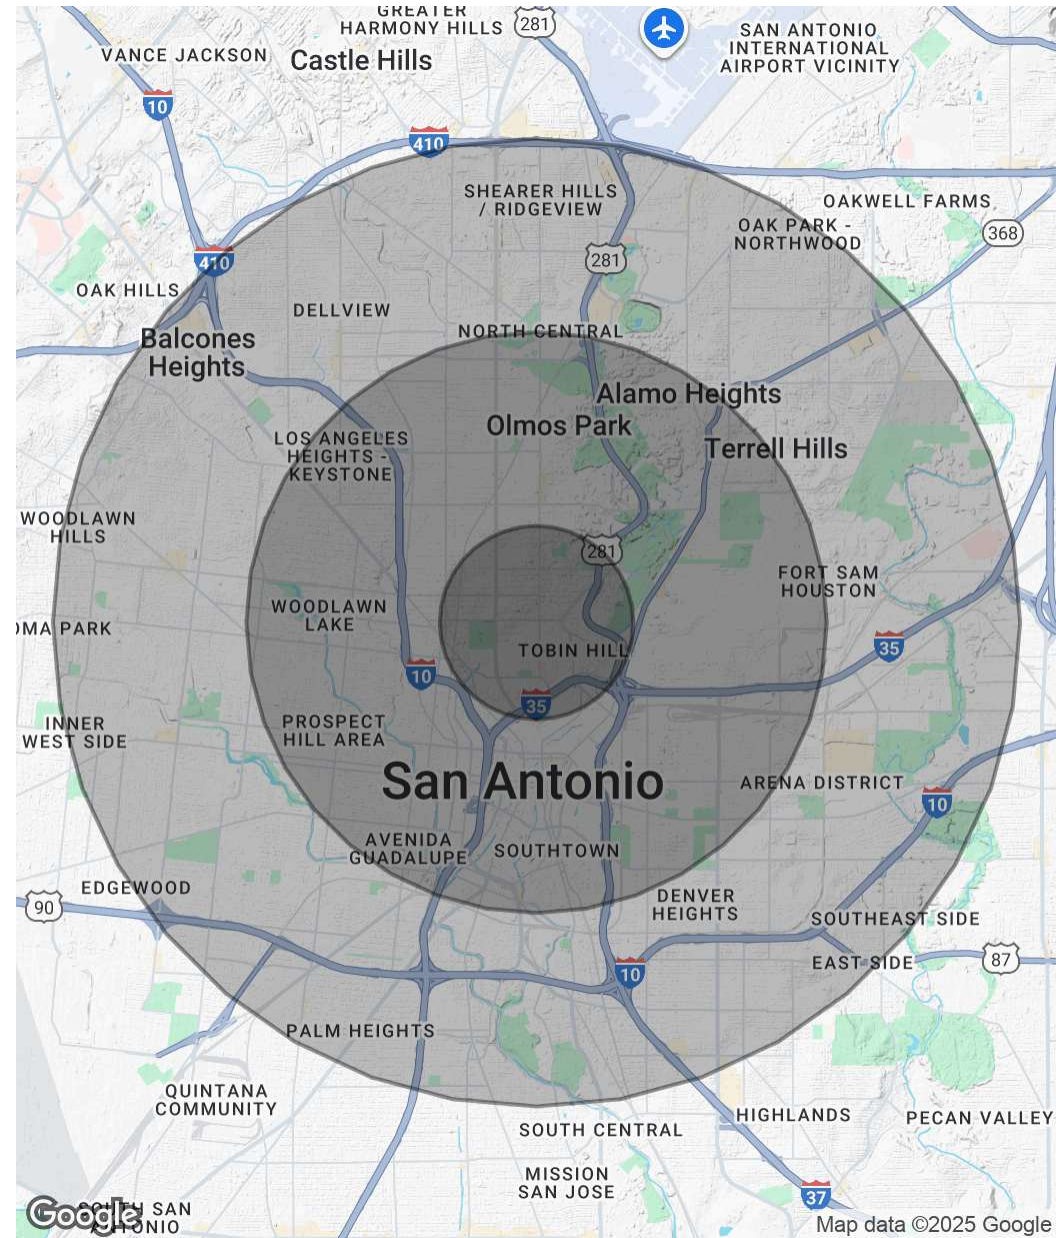 GREATER
HARMONY HILLS
281
SAN ANTONIO
INTERNATIONAL
AIRPORT VICINITY
VANCE JACKSON
Castle Hills
10
410
SHEARER HILLS
/ RIDGEVIEW
OAKWELL FARMS
OAK PARK -
NORTHWOOD
368
410
281
OAK HILLS
DELLVIEW
NORTH CENTRAL
Balcones
Heights
Alamo Heights
Olmos Park
LOS ANGELES
HEIGHTS -
KEYSTONE
Terrell Hills
WOODLAWN
HILLS
281
FORT SAM
HOUSTON
WOODLAWN
LAKE
OMA PARK
TOBIN HILL
35
10
35
INNER
WEST SIDE
PROSPECT
HILL AREA
San Antonio
ARENA DISTRICT
10
AVENIDA
GUADALUPE
SOUTHTOWN
EDGEWOOD
90
DENVER
HEIGHTS
SOUTHEAST SIDE
EAST SIDE
87
10
PALM HEIGHTS
QUINTANA
COMMUNITY
HIGHLANDS
PECAN VALLEY
SOUTH CENTRAL
MISSION
SAN JOSE
37
SOUTH SAN
ANTONIO
Google
Map data ©2025 Google